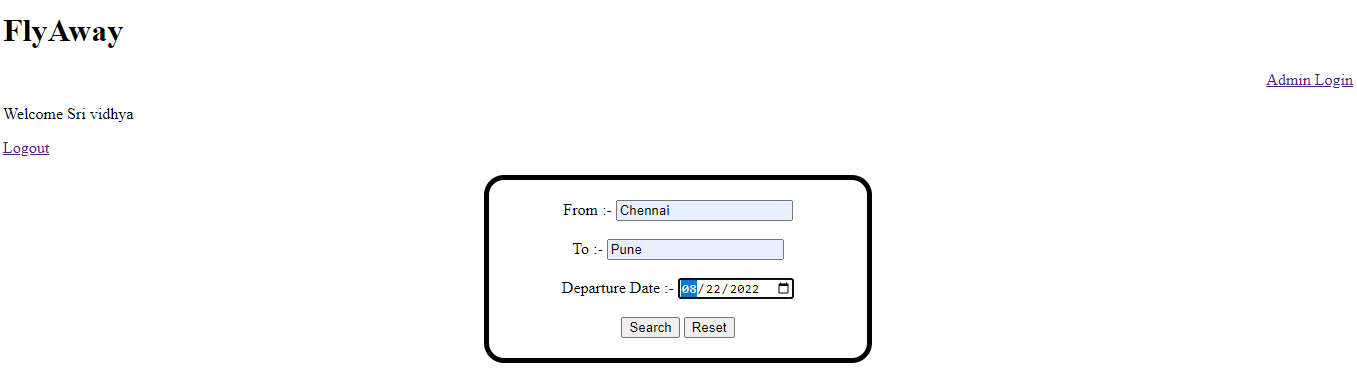 FlyAway
Admin Login
Welcome Sri vidhya
Logout
From :- Chennai
To :- Pune
Departure Date :- 08/22/2022
Search Reset